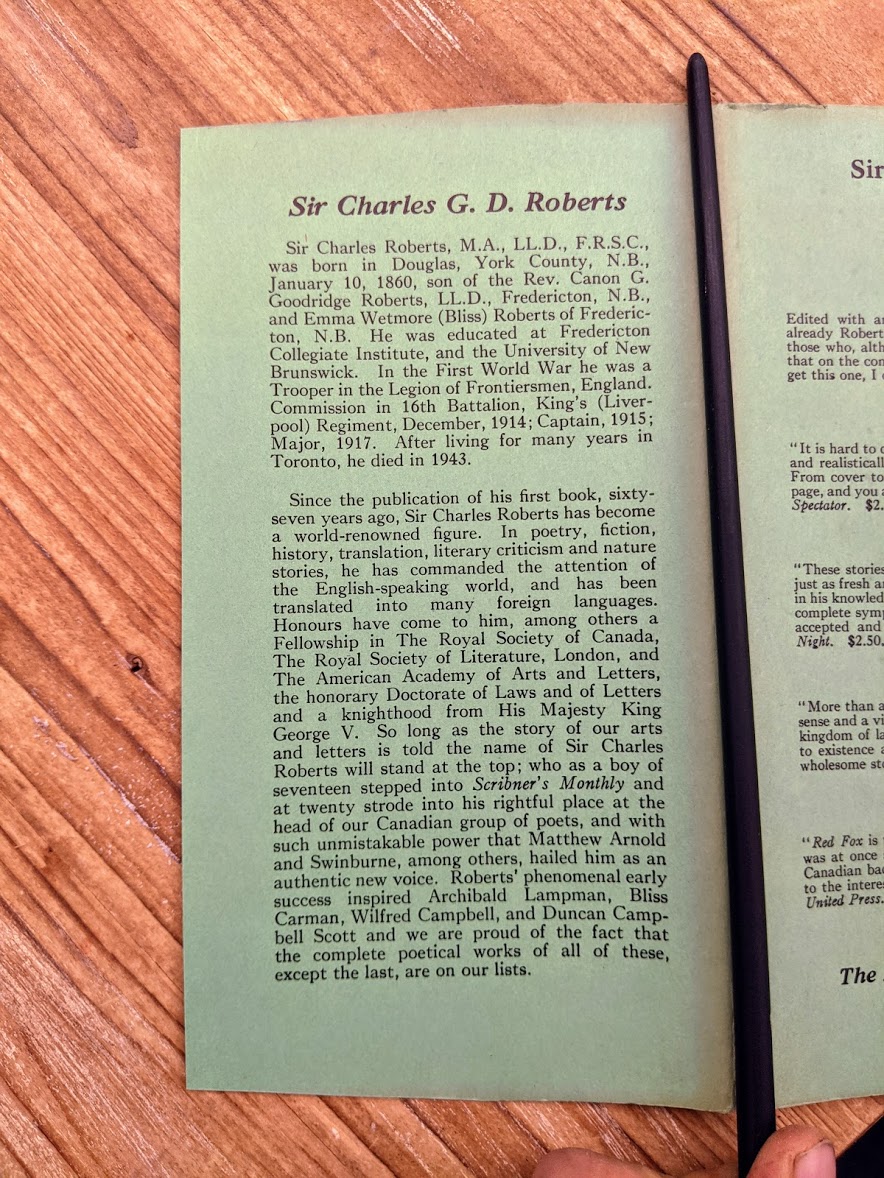 Sir Charles G. D. Roberts
Sir Charles Roberts, M.A., LL.D., F.R.S.C.,
was born in Douglas, York County, N.B.,
January 10, 1860, son of the Rev. Canon G.
Goodridge Roberts, LL.D., Fredericton, N.B.,
and Emma Wetmore (Bliss) Roberts of Frederic-
ton, N.B. He was educated at Fredericton
Collegiate Institute, and the University of New
Brunswick. In the First World War he was a
Trooper in the Legion of Frontiersmen, England.
Commission in 16th Battalion, King's (Liver-
pool) Regiment, December, 1914; Captain, 1915;
Major, 1917. After living for many years in
Toronto, he died in 1943.
Since the publication of his first book, sixty-
seven years ago, Sir Charles Roberts has become
a world-renowned figure. In poetry, fiction,
history, translation, literary criticism and nature
stories, he has commanded the attention of
the English-speaking world, and has been
translated into many foreign languages.
Honours have come to him, among others a
Fellowship in The Royal Society of Canada,
The Royal Society of Literature, London, and
The American Academy of Arts and Letters,
the honorary Doctorate of Laws and of Letters
and a knighthood from His Majesty King
George V. So long as the story of our arts
and letters is told the name of Sir Charles
Roberts will stand at the top; who as a boy of
seventeen stepped into Scribner's Monthly and
at twenty strode into his rightful place at the
head of our Canadian group of poets, and with
such unmistakable power that Matthew Arnold
and Swinburne, among others, hailed him as an
authentic new voice. Roberts' phenomenal early
success inspired Archibald Lampman, Bliss
Carman, Wilfred Campbell, and Duncan Camp-
bell Scott and we are proud of the fact that
the complete poetical works of all of these,
except the last, are on our lists.
Sir
Edited with
already
those who,
that on the
get this one, I
"It is hard to
and
From cover to
page, and you
Spectator. $2.
"These stories
just as fresh
in his
complete
accepted and
Night. $2.50.
"More than a
sense and a
kingdom of
to existence
wholesome
"Red Fox is
was at once
Canadian
to the
United Press.
The